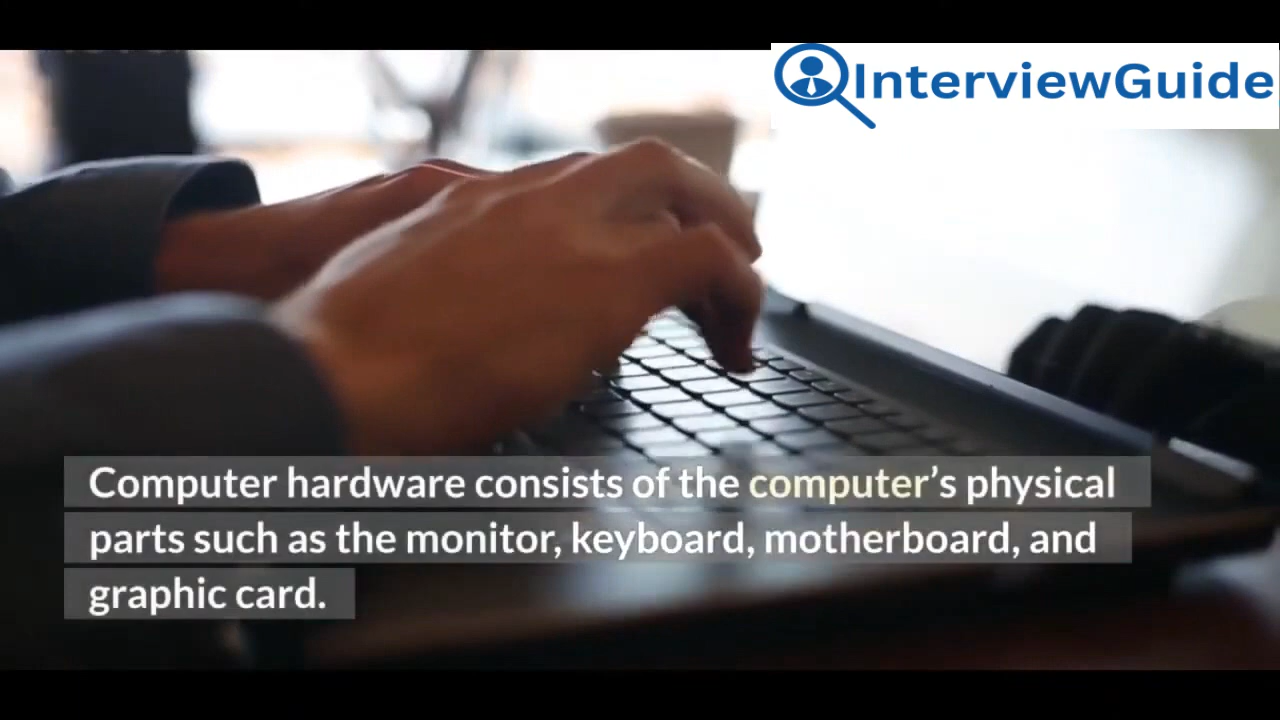 InterviewGuide
Computer hardware consists of the computer’s physical
parts such as the monitor, keyboard, motherboard, and
graphic card.